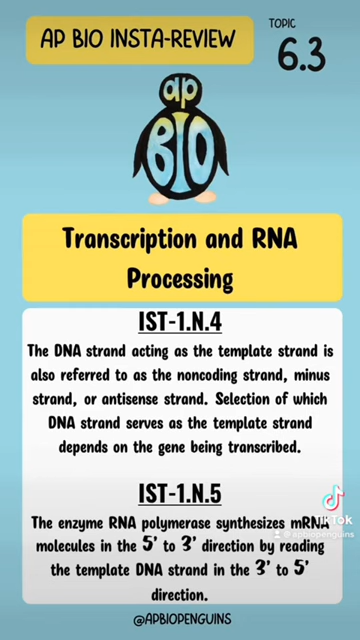 AP BIO INSTA-REVIEW
TOPIC
6.3
ap
BIO
Transcription and RNA
Processing
IST-1.N.4
The DNA strand acting as the template strand is
also referred to as the noncoding strand, minus
strand, or antisense strand. Selection of which
DNA strand serves as the template strand
depends on the gene being transcribed.
IST-1.N.5
The enzyme RNA polymerase synthesizes mRNA
molecules in the 5' to 3' direction by reading
the template DNA strand in the 3' to 5'
direction.
TikTok
@apbiopenguins
@APBIOPENGUINS